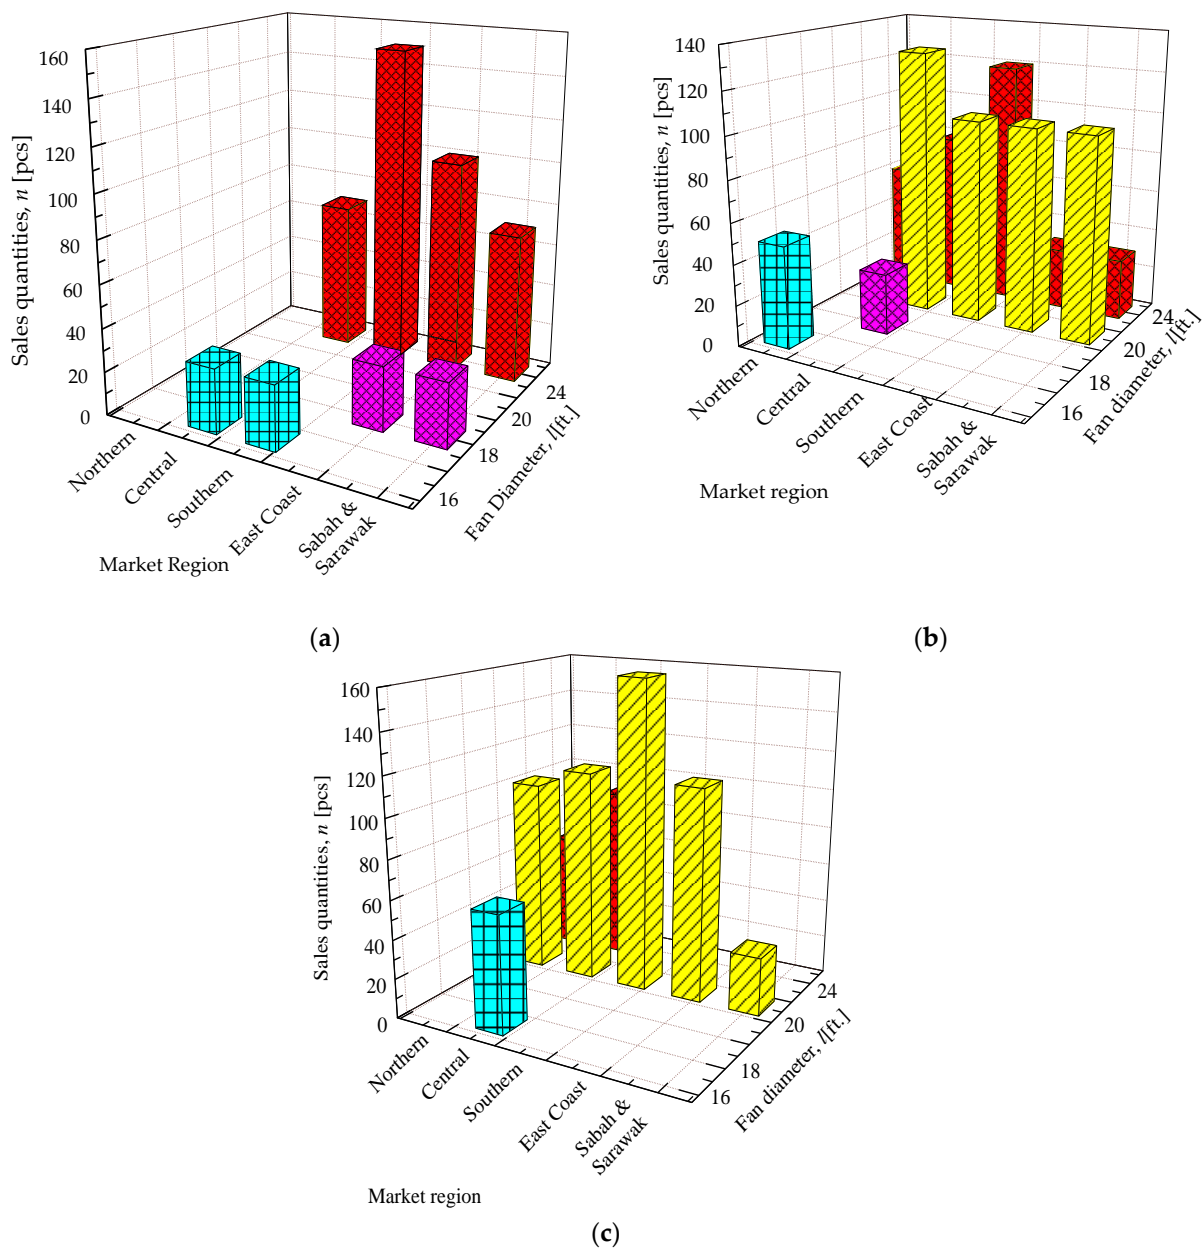 160
140
120
100
80
60
40
20
0
Sales quantities, n [pcs]
Northern
Central
Southern
East Coast
Sabah &
Sarawak
Market Region
16
18
20
24
Fan Diameter, l[ft.]
(a)
140
120
100
80
60
40
20
0
Sales quantities, n [pcs]
Northern
Central
Southern
East Coast
Sabah &
Sarawak
Market region
16
18
20
24
Fan diameter, l[ft.]
(b)
160
140
120
100
80
60
40
20
0
Sales quantities, n [pcs]
Northern
Central
Southern
East Coast
Sabah &
Sarawak
Market region
16
18
20
24
Fan diameter, l[ft.]
(c)